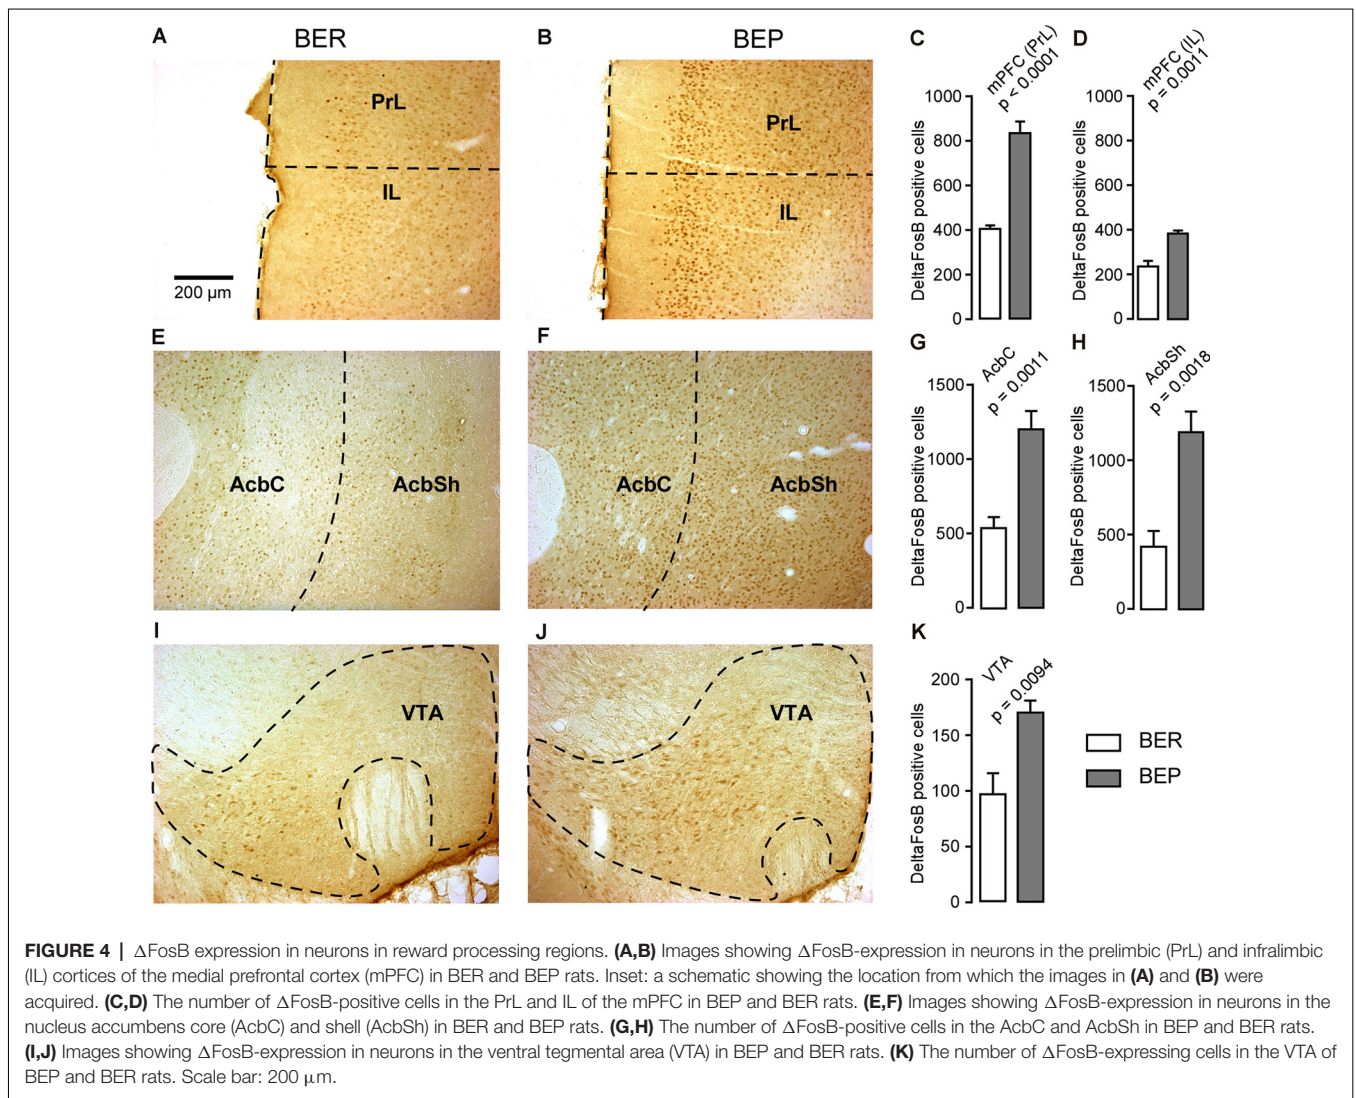 A
BER
B
BEP
C
mPFC (PrL)
p < 0.0001
D
mPFC (IL)
p = 0.0011
PrL
IL
200 µm
PrL
IL
DeltaFosB positive cells
1000
800
600
400
200
0
DeltaFosB positive cells
1000
800
600
400
200
0
E
F
G
AcbC
p = 0.0011
H
AcbSh
p = 0.0018
AcbC
AcbSh
AcbC
AcbSh
DeltaFosB positive cells
1500
1000
500
0
DeltaFosB positive cells
1500
1000
500
0
I
J
K
VTA
p = 0.0094
VTA
VTA
DeltaFosB positive cells
200
150
100
50
0
BER
BEP
FIGURE 4 | ΔFosB expression in neurons in reward processing regions. (A,B) Images showing ΔFosB-expression in neurons in the prelimbic (PrL) and infralimbic
(IL) cortices of the medial prefrontal cortex (mPFC) in BER and BEP rats. Inset: a schematic showing the location from which the images in (A) and (B) were
acquired. (C,D) The number of ΔFosB-positive cells in the PrL and IL of the mPFC in BEP and BER rats. (E,F) Images showing ΔFosB-expression in neurons in the
nucleus accumbens core (AcbC) and shell (AcbSh) in BER and BEP rats. (G,H) The number of ΔFosB-positive cells in the AcbC and AcbSh in BEP and BER rats.
(I,J) Images showing ΔFosB-expression in neurons in the ventral tegmental area (VTA) in BEP and BER rats. (K) The number of ΔFosB-expressing cells in the VTA of
BEP and BER rats. Scale bar: 200 µm.